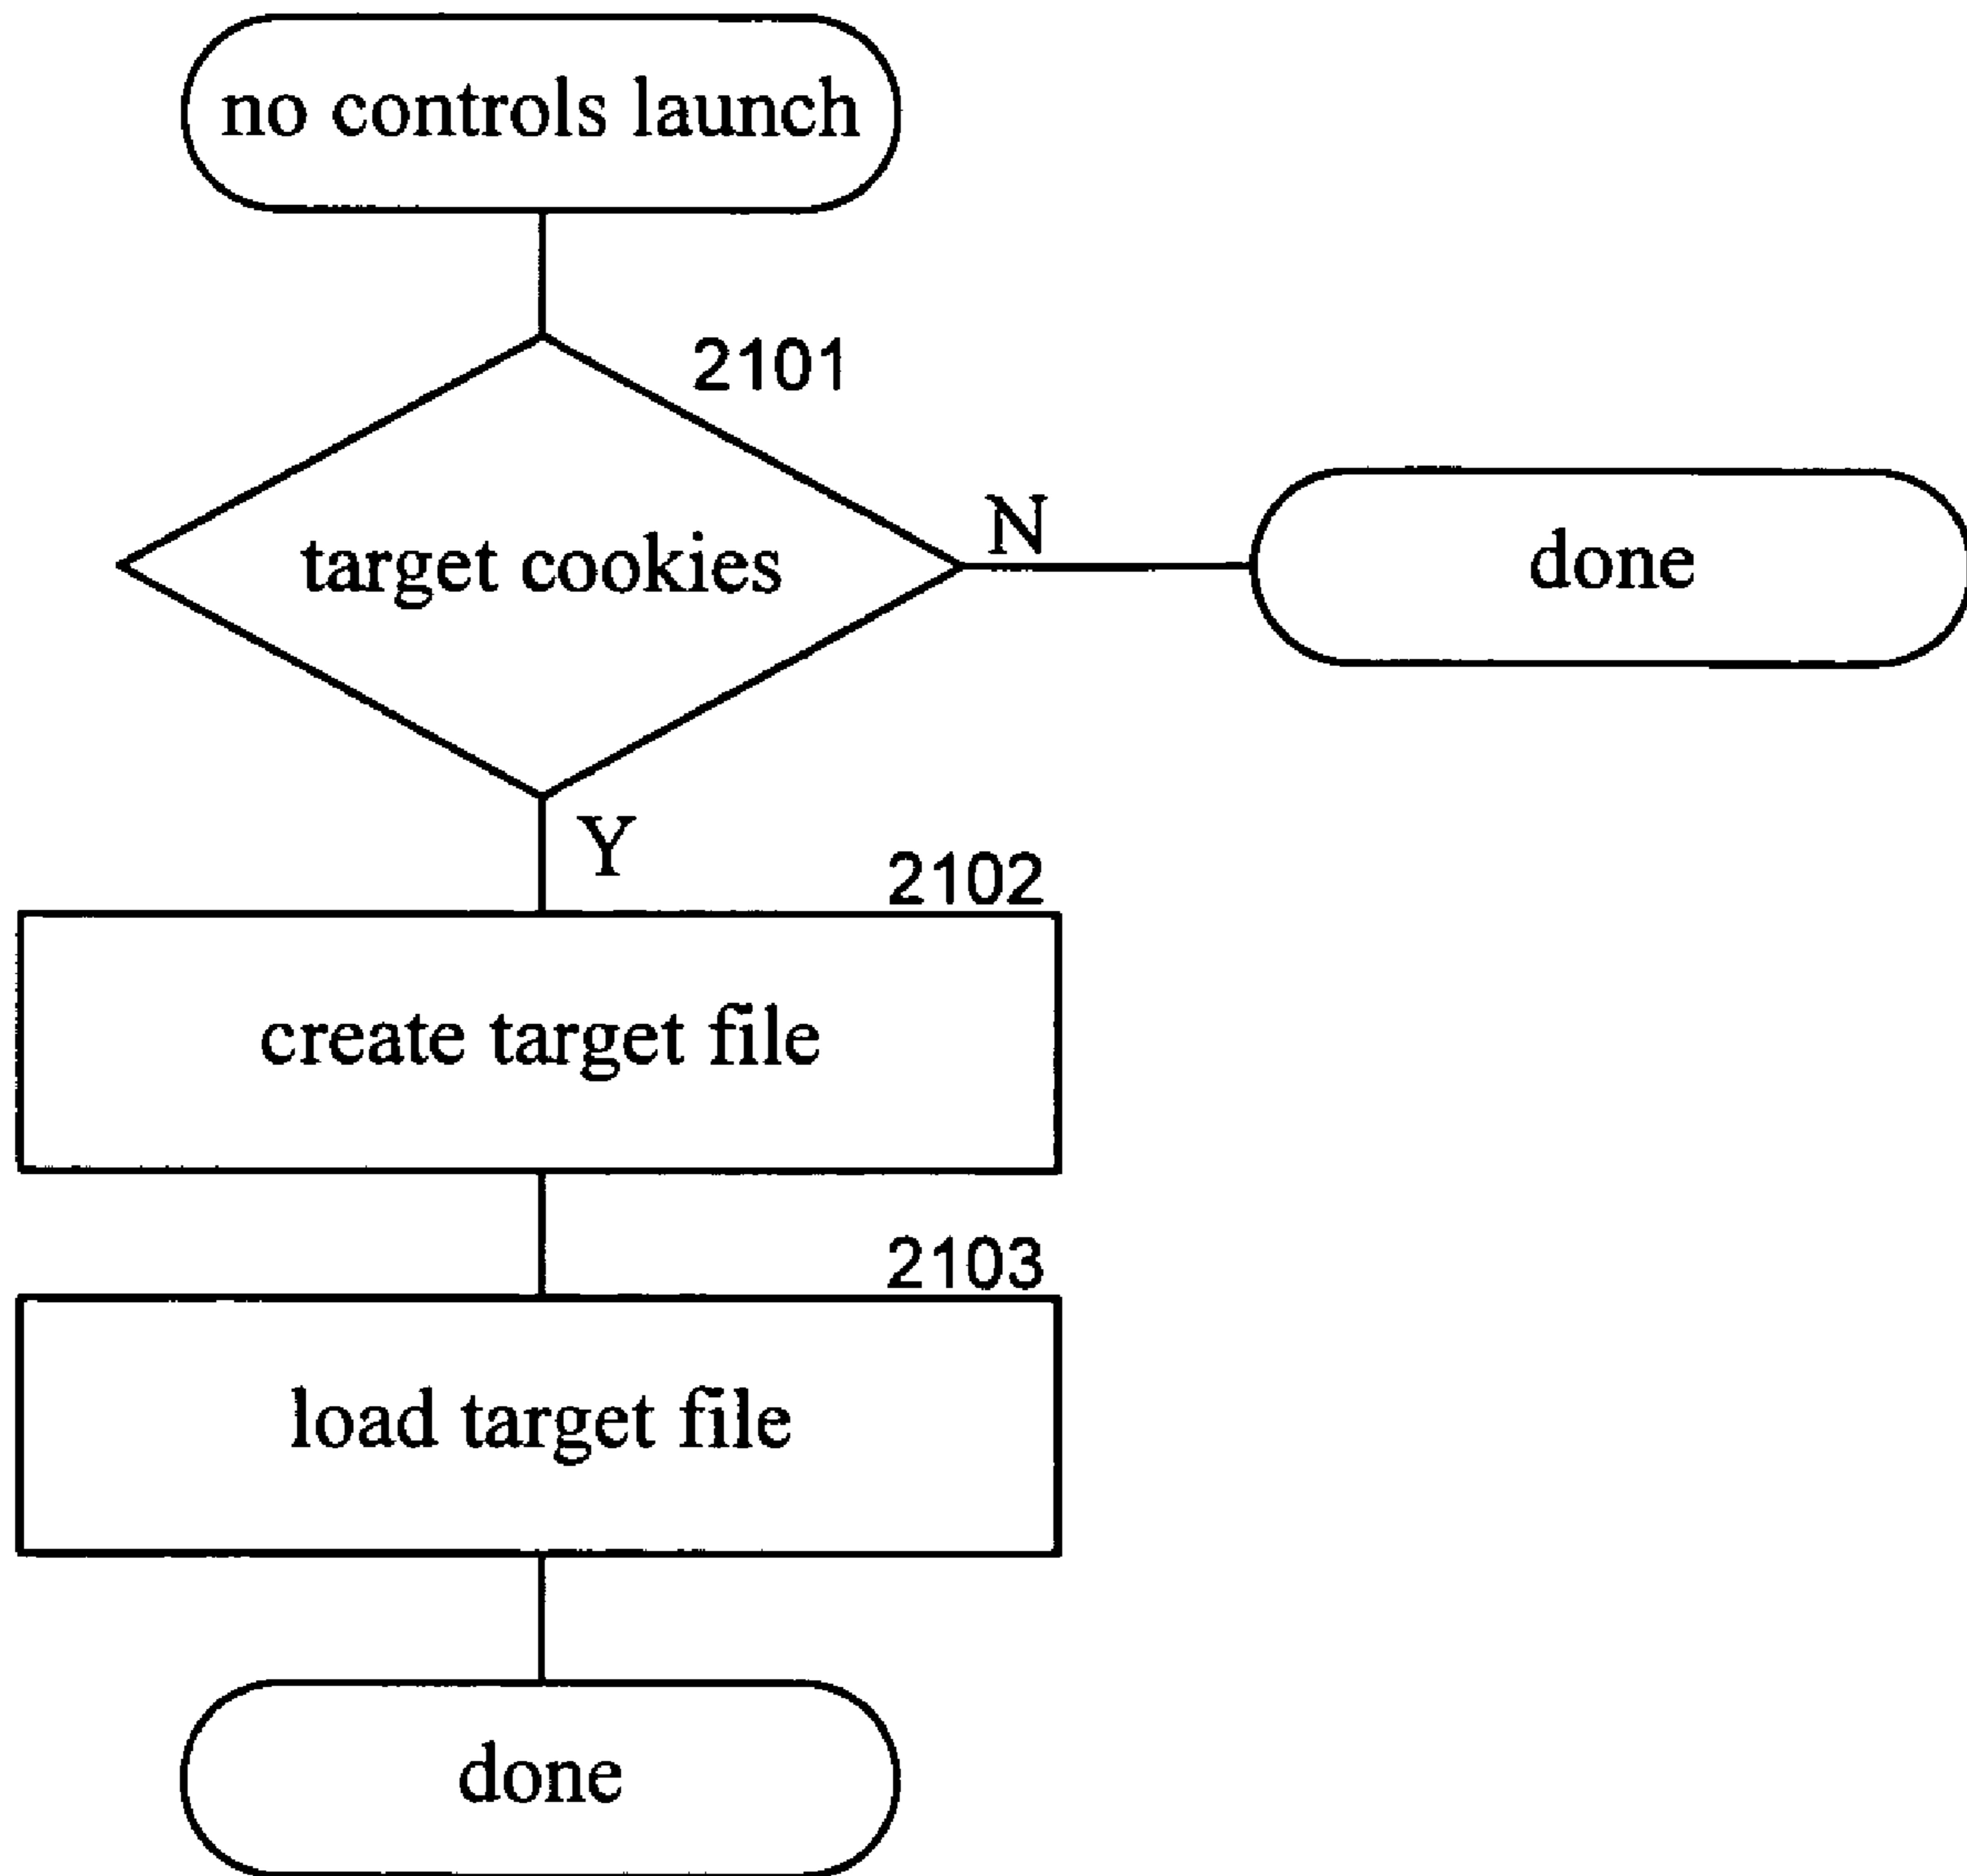 no controls launch
2101
target cookies
N
done
Y
2102
create target file
2103
load target file
done